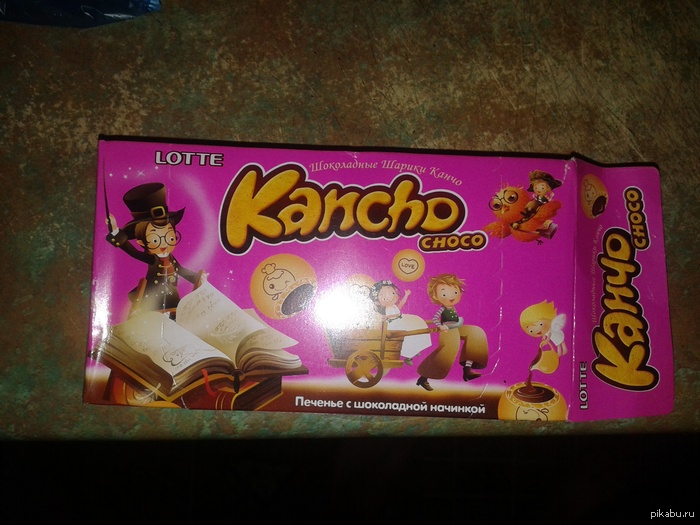 LOTTE
Шоколадные Шарики Канчо
Kancho
CHOCO
LOVE
Печенье с шоколадной начинкой
Канчо
CHOCO
LOTTE
pikabu.ru